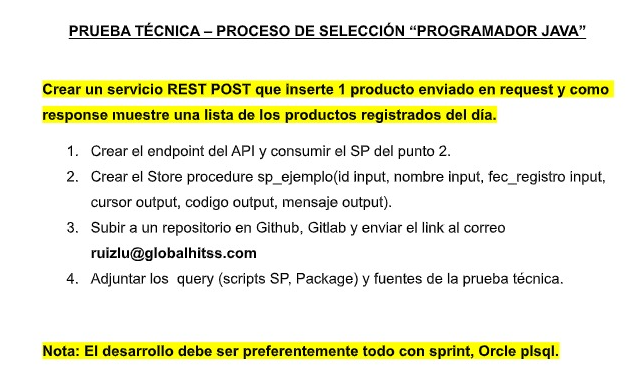 PRUEBA TÉCNICA – PROCESO DE SELECCIÓN “PROGRAMADOR JAVA”
Crear un servicio REST POST que inserte 1 producto enviado en request y como
response muestre una lista de los productos registrados del día.
1. Crear el endpoint del API y consumir el SP del punto 2.
2. Crear el Store procedure sp_ejemplo(id input, nombre input, fec_registro input,
cursor output, codigo output, mensaje output).
3. Subir a un repositorio en Github, Gitlab y enviar el link al correo
ruizlu@globalhitss.com
4. Adjuntar los query (scripts SP, Package) y fuentes de la prueba técnica.
Nota: El desarrollo debe ser preferentemente todo con sprint, Orcle plsql.